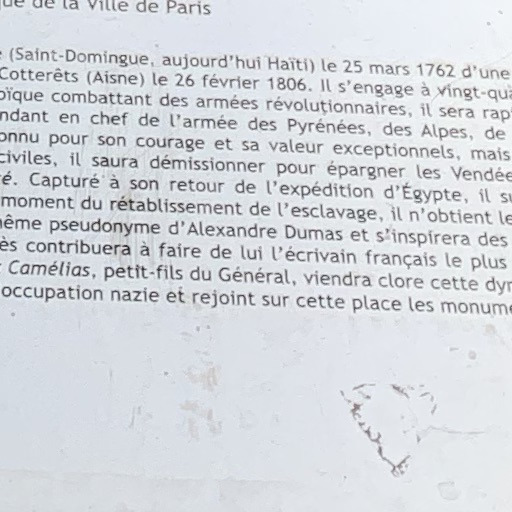 de la Ville de Paris
(Saint-Domingue, aujourd'hui Haïti) le 25 mars 1762 d'une
Cotterêts (Aisne) le 26 février 1806. Il s'engage à vingt-qua
oïque combattant des armées révolutionnaires, il sera rap
ndant en chef de l'armée des Pyrénées, des Alpes, de
onnu pour son courage et sa valeur exceptionnels, mais
civiles, il saura démissionner pour épargner les Vendée
é. Capturé à son retour de l'expédition d'Égypte, il su
moment du rétablissement de l'esclavage, il n'obtient le
même pseudonyme d'Alexandre Dumas et s'inspirera des
ès contribuera à faire de lui l'écrivain français le plus
Camélias, petit-fils du Général, viendra clore cette dyn
occupation nazie et rejoint sur cette place les monume